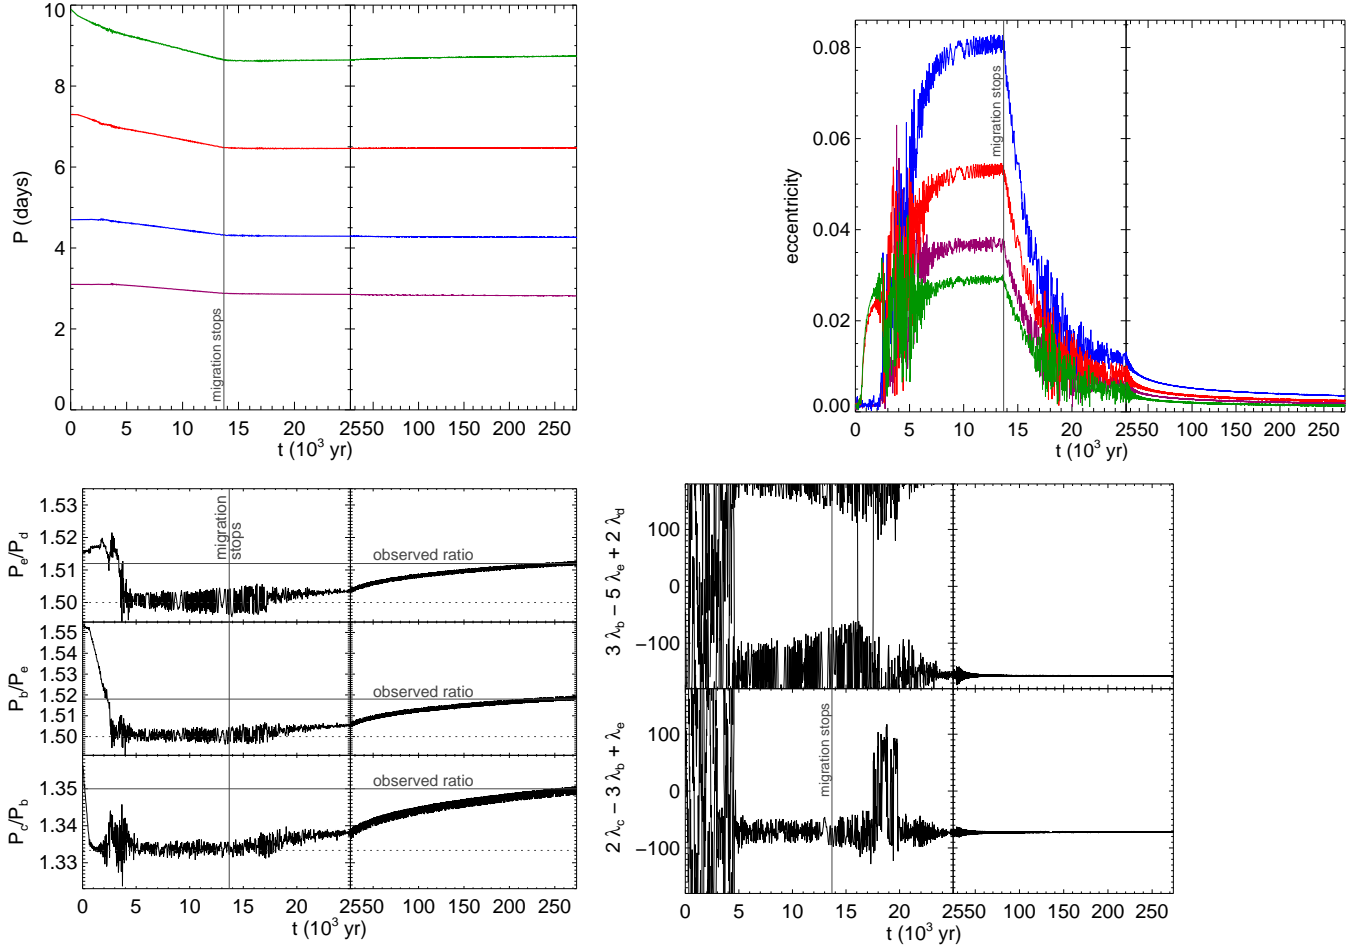 10
8
6
4
2
0
P (days)
migration stops
0 5 10 15 20 2550 100 150 200 250
t (10³ yr)
0.08
0.06
0.04
0.02
0.00
eccentricity
migration stops
0 5 10 15 20 2550 100 150 200 250
t (10³ yr)
1.53
1.52
1.51
1.50
Pₑ/P_d
migration
stops
observed ratio
1.55
1.54
1.53
1.52
1.51
1.50
P_b/Pₑ
observed ratio
1.35
1.34
1.33
P_c/P_b
observed ratio
0 5 10 15 20 2550 100 150 200 250
t (10³ yr)
100
0
−100
3 λ_b − 5 λₑ + 2 λ_d
100
0
−100
2 λ_c − 3 λ_b + λₑ
migration stops
0 5 10 15 20 2550 100 150 200 250
t (10³ yr)